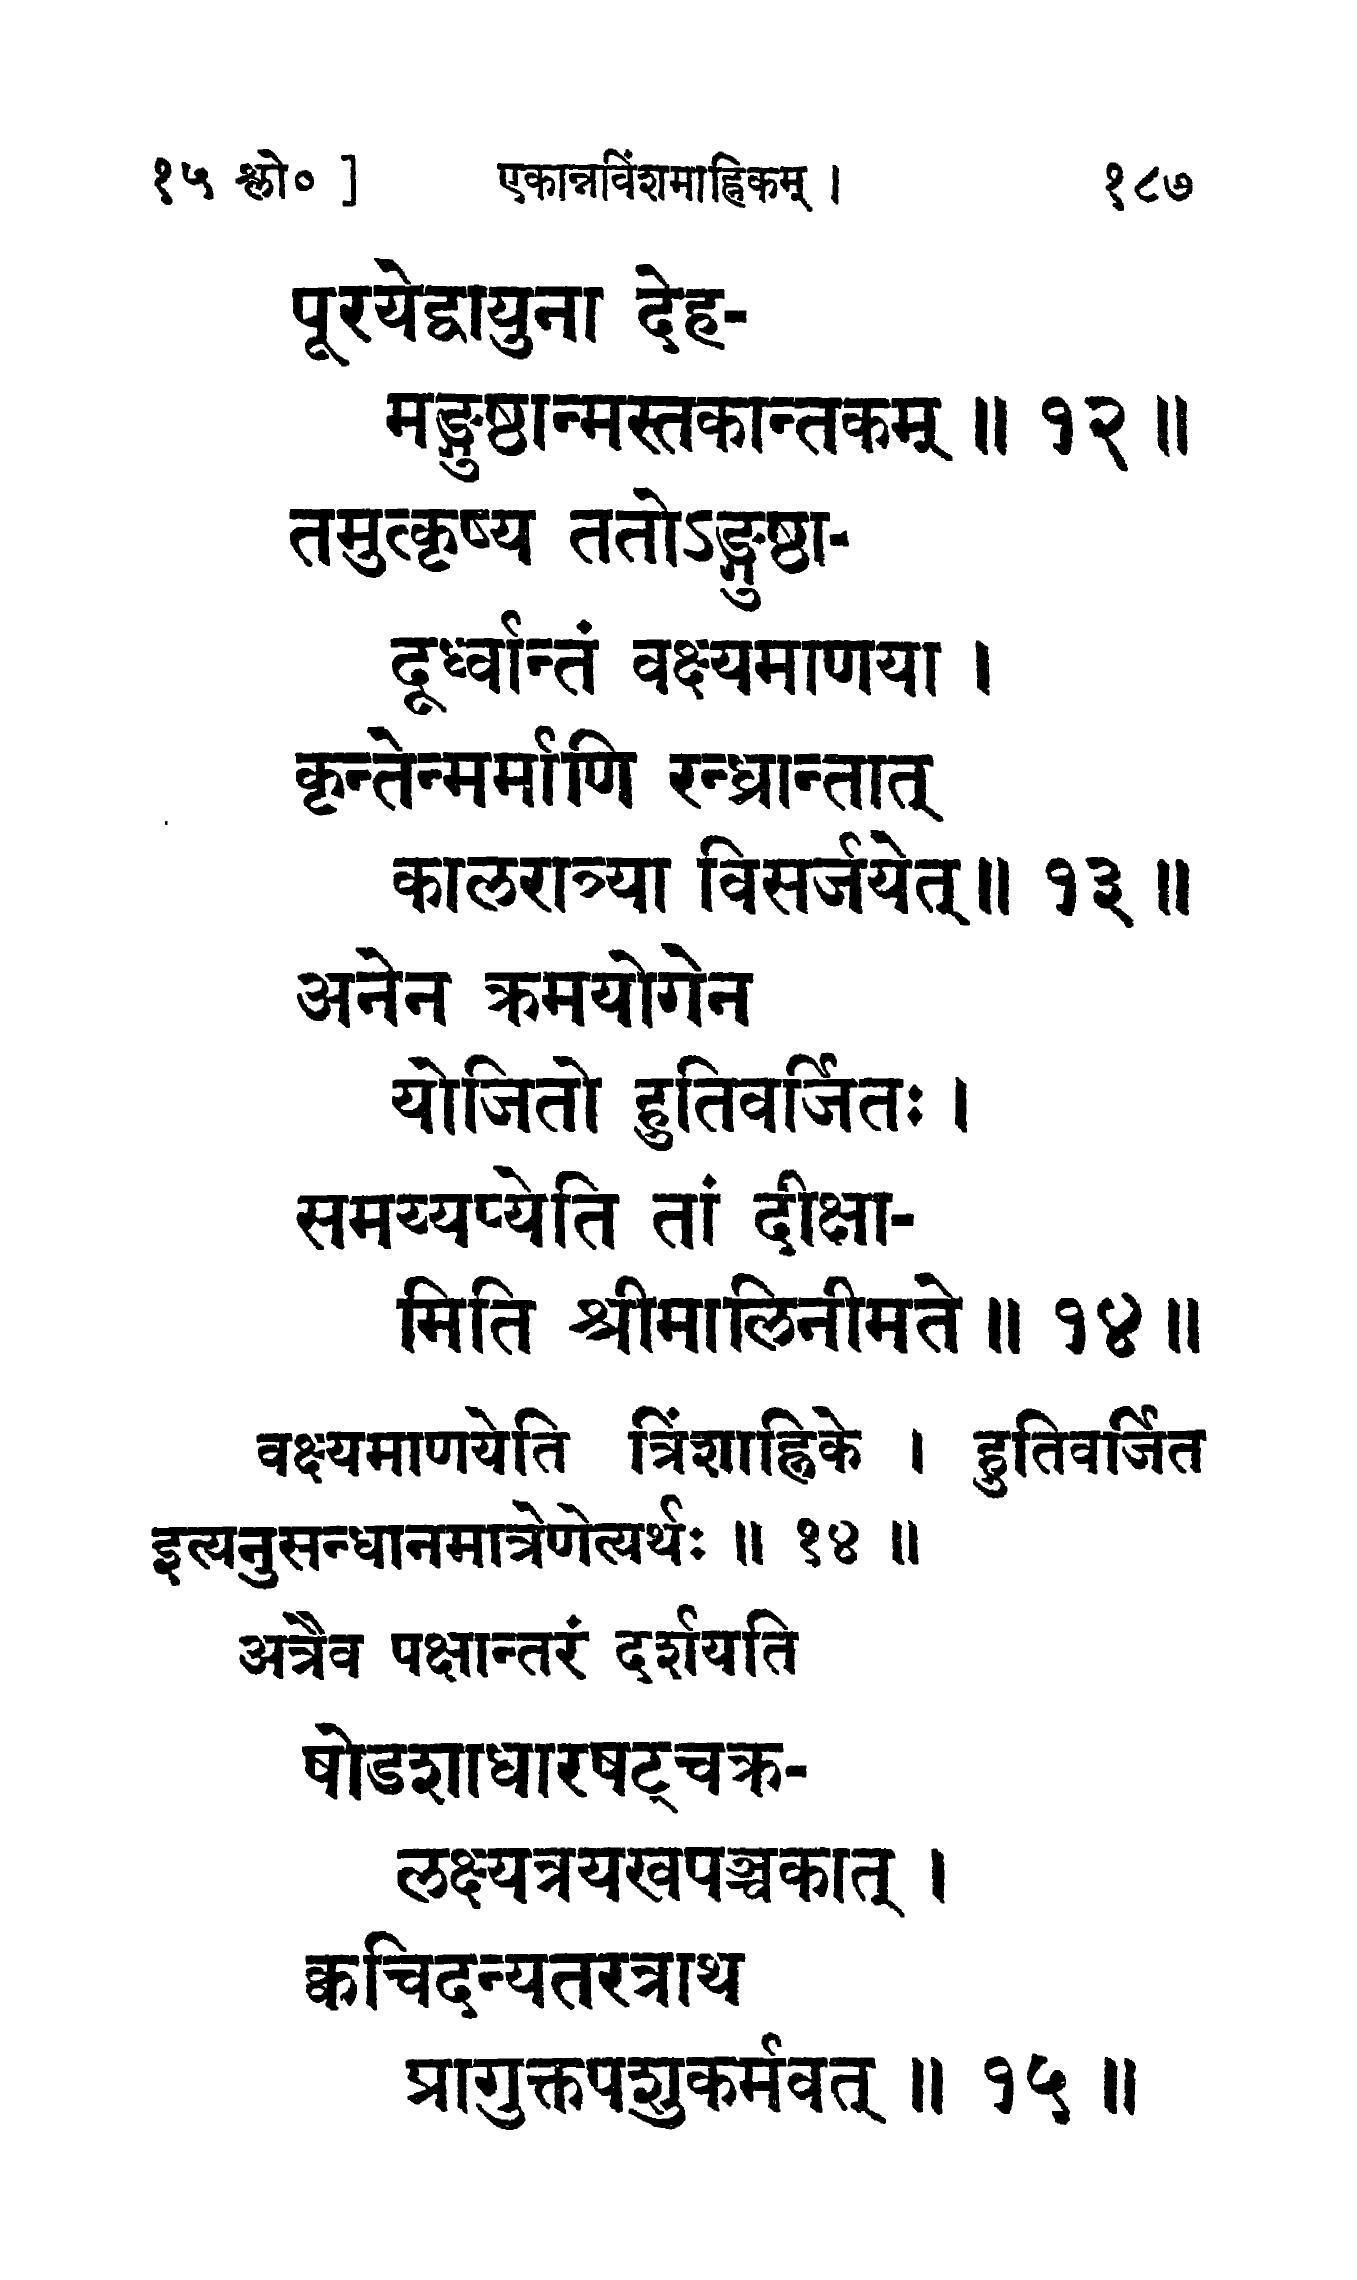 १५ श्लो० ] एकान्नविंशमाह्निकम् । १८७
पूरयेद्वायुना देह-
मङ्गुष्ठान्मस्तकान्तकम् ॥ १२ ॥
तमुत्कृष्य ततोऽङ्गुष्ठा-
दूर्ध्वान्तं वक्ष्यमाणया ।
कृन्तेन्मर्माणि रन्ध्रान्तात्
कालरात्र्या विसर्जयेत् ॥ १३ ॥
अनेन क्रमयोगेन
योजितो हुतिवर्जितः ।
समय्यप्येति तां दीक्षा-
मिति श्रीमालिनीमते ॥ १४ ॥
वक्ष्यमाणयेति त्रिंशाह्निके । हुतिवर्जित
इत्यनुसन्धानमात्रेणेत्यर्थः ॥ १४ ॥
अत्रैव पक्षान्तरं दर्शयति
षोडशाधारषट्चक्र-
लक्ष्यत्रयखपञ्चकात् ।
क्वचिदन्यतरत्राथ
प्रागुक्तपशुकर्मवत् ॥ १५ ॥